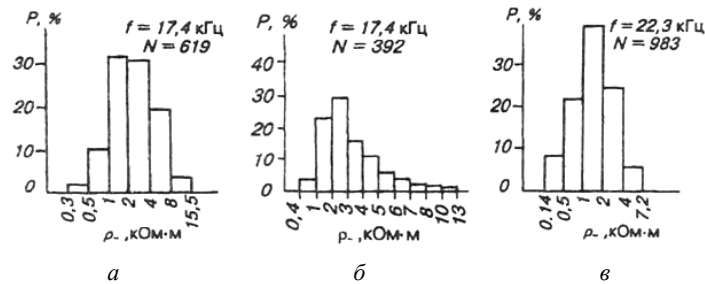 P, %
f = 17,4 кГц
N = 619
30
20
10
0
0,3
0,5
1
2
4
8
15,5
ρ~ ,кОм·м
а
P, %
f = 17,4 кГц
N = 392
40
30
20
10
0
0,4
1
2
3
4
5
6
7
8
10
13
ρ~ ,кОм·м
б
P, %
f = 22,3 кГц
N = 983
30
20
10
0
0.14
0,5
1
2
4
7,2
ρ~ ,кОм·м
в